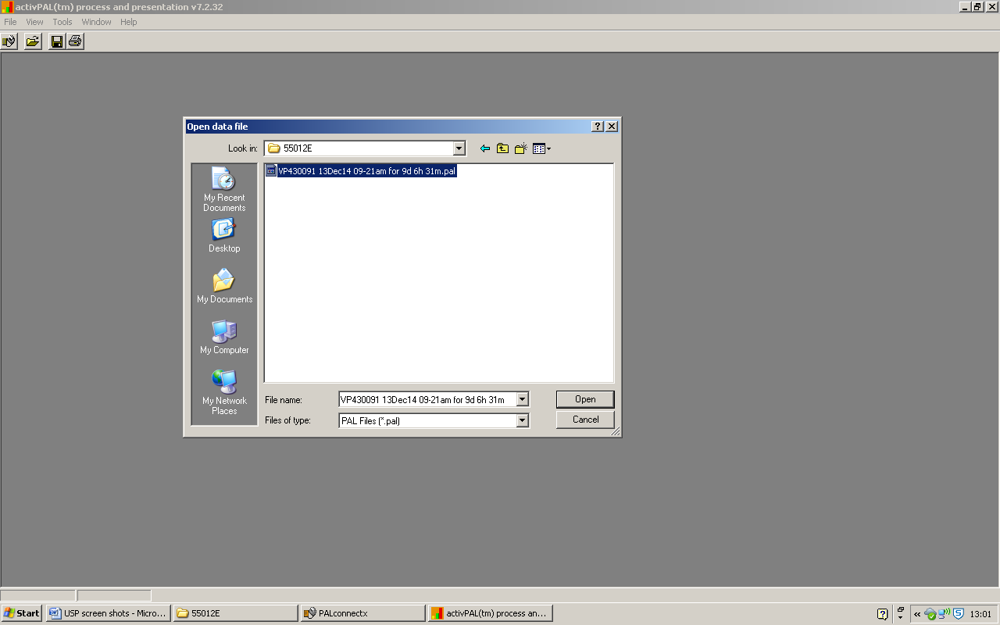 activPAL(tm) process and presentation v7.2.32
File View Tools Window Help
Open data file
Look in: 55012E
VP430091 13Dec14 09-21am for 9d 6h 31m.pal
My Recent
Documents
Desktop
My Documents
My Computer
My Network
Places
File name: VP430091 13Dec14 09-21am for 9d 6h 31m Open
Files of type: PAL Files (*.pal) Cancel
Start USP screen shots - Micro... 55012E PALconnectx activPAL(tm) process an... 13:01